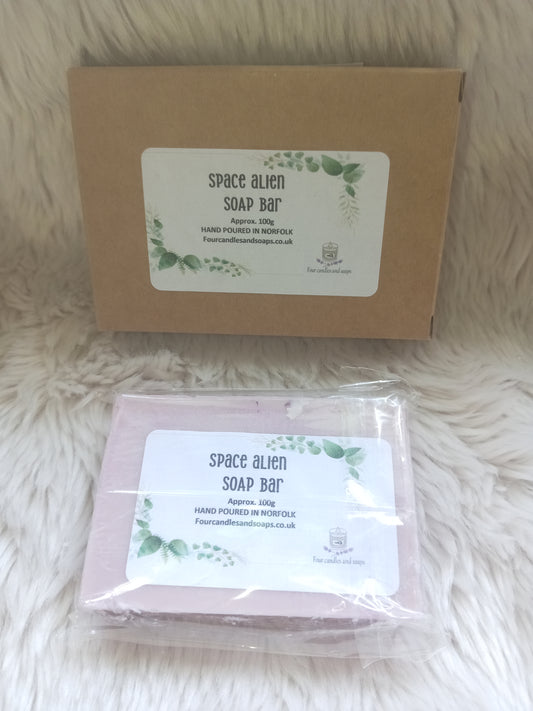 SPACE ALIEN
SOAP BAR
Approx. 100g
HAND POURED IN NORFOLK
Fourcandlesandsoaps.co.uk
Four candles and soaps
SPACE ALIEN
SOAP BAR
Approx. 100g
HAND POURED IN NORFOLK
Fourcandlesandsoaps.co.uk
Four candles and soaps